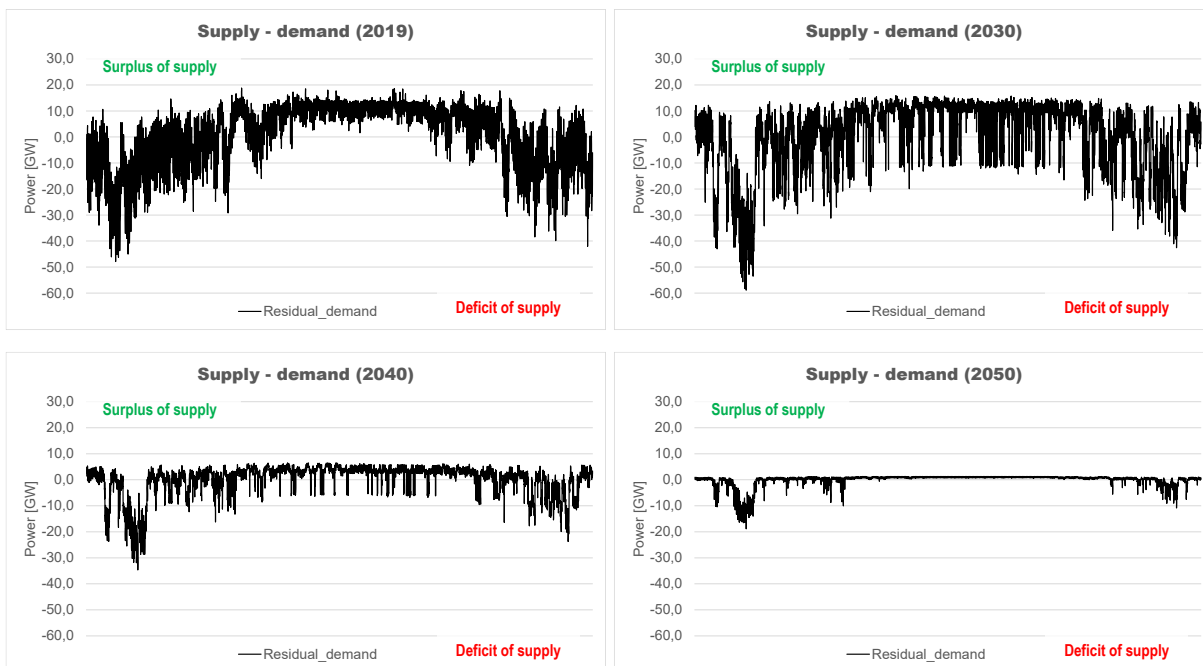 Supply - demand (2019)
30,0
Surplus of supply
20,0
10,0
0,0
-10,0
-20,0
-30,0
-40,0
-50,0
-60,0
Power [GW]
Residual_demand
Deficit of supply
Supply - demand (2030)
30,0
Surplus of supply
20,0
10,0
0,0
-10,0
-20,0
-30,0
-40,0
-50,0
-60,0
Power [GW]
Residual_demand
Deficit of supply
Supply - demand (2040)
30,0
Surplus of supply
20,0
10,0
0,0
-10,0
-20,0
-30,0
-40,0
-50,0
-60,0
Power [GW]
Residual_demand
Deficit of supply
Supply - demand (2050)
30,0
Surplus of supply
20,0
10,0
0,0
-10,0
-20,0
-30,0
-40,0
-50,0
-60,0
Power [GW]
Residual_demand
Deficit of supply